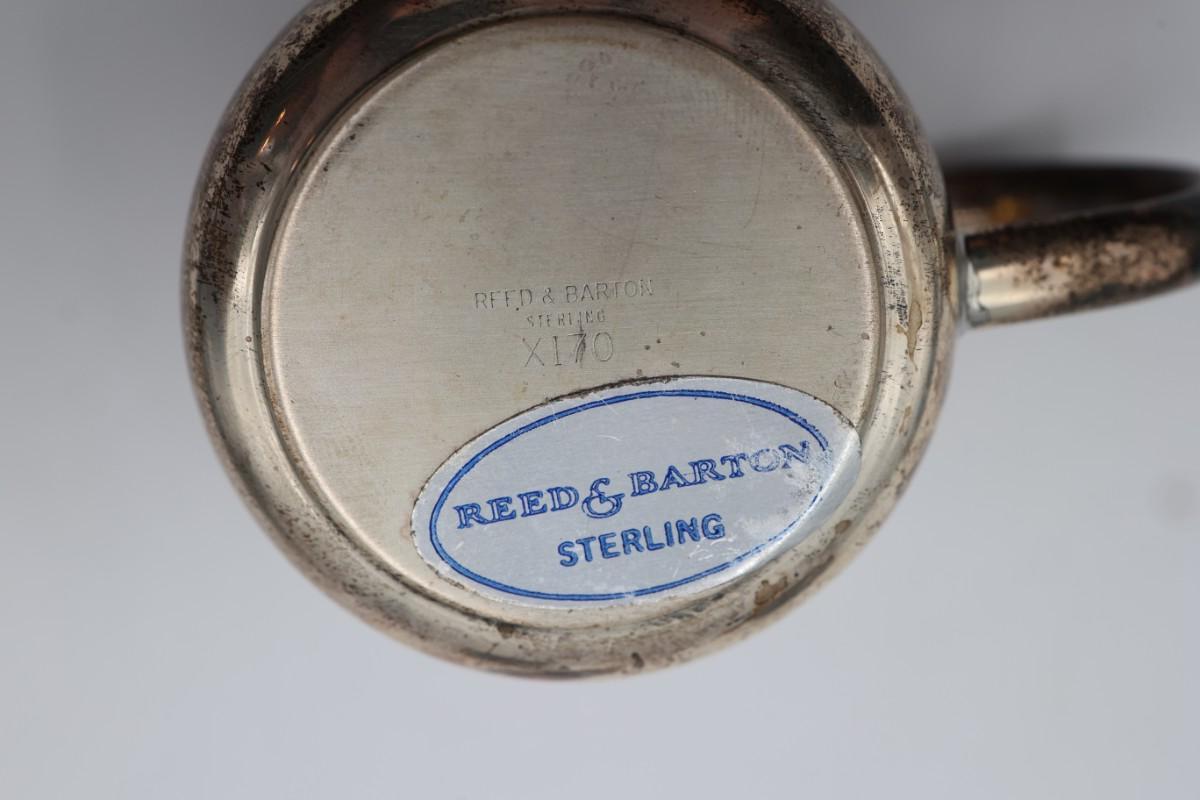 REED & BARTON
STERLING
X170
REED & BARTON
STERLING